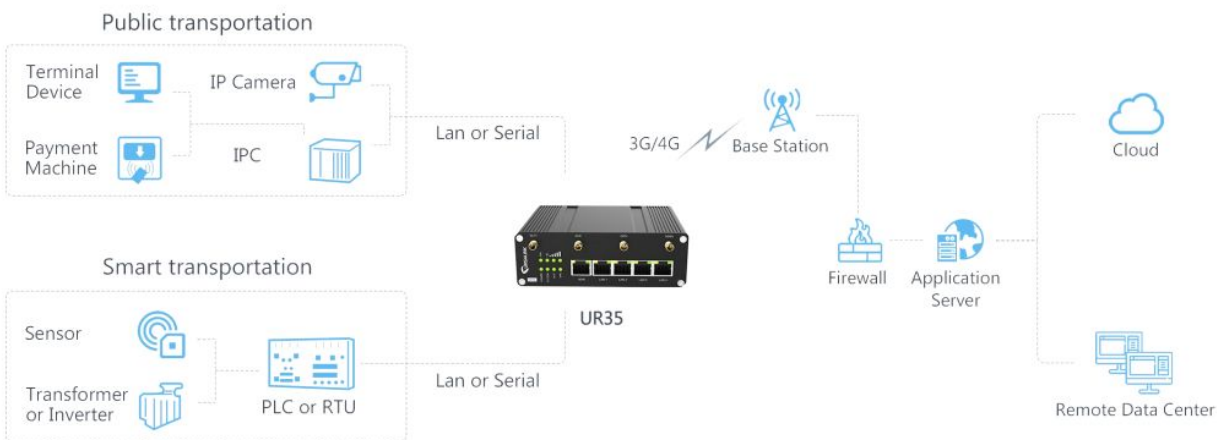 Public transportation
Terminal
Device
IP Camera
Payment
Machine
IPC
Lan or Serial
3G/4G
Base Station
Cloud
Firewall
Application
Server
UR35
Smart transportation
Sensor
Transformer
or Inverter
PLC or RTU
Lan or Serial
Remote Data Center